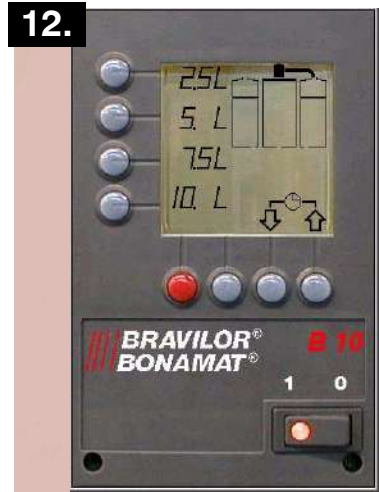 12.
2.5L
5. L
7.5L
10. L
BRAVILOR®
BONAMAT®
B 10
1 0